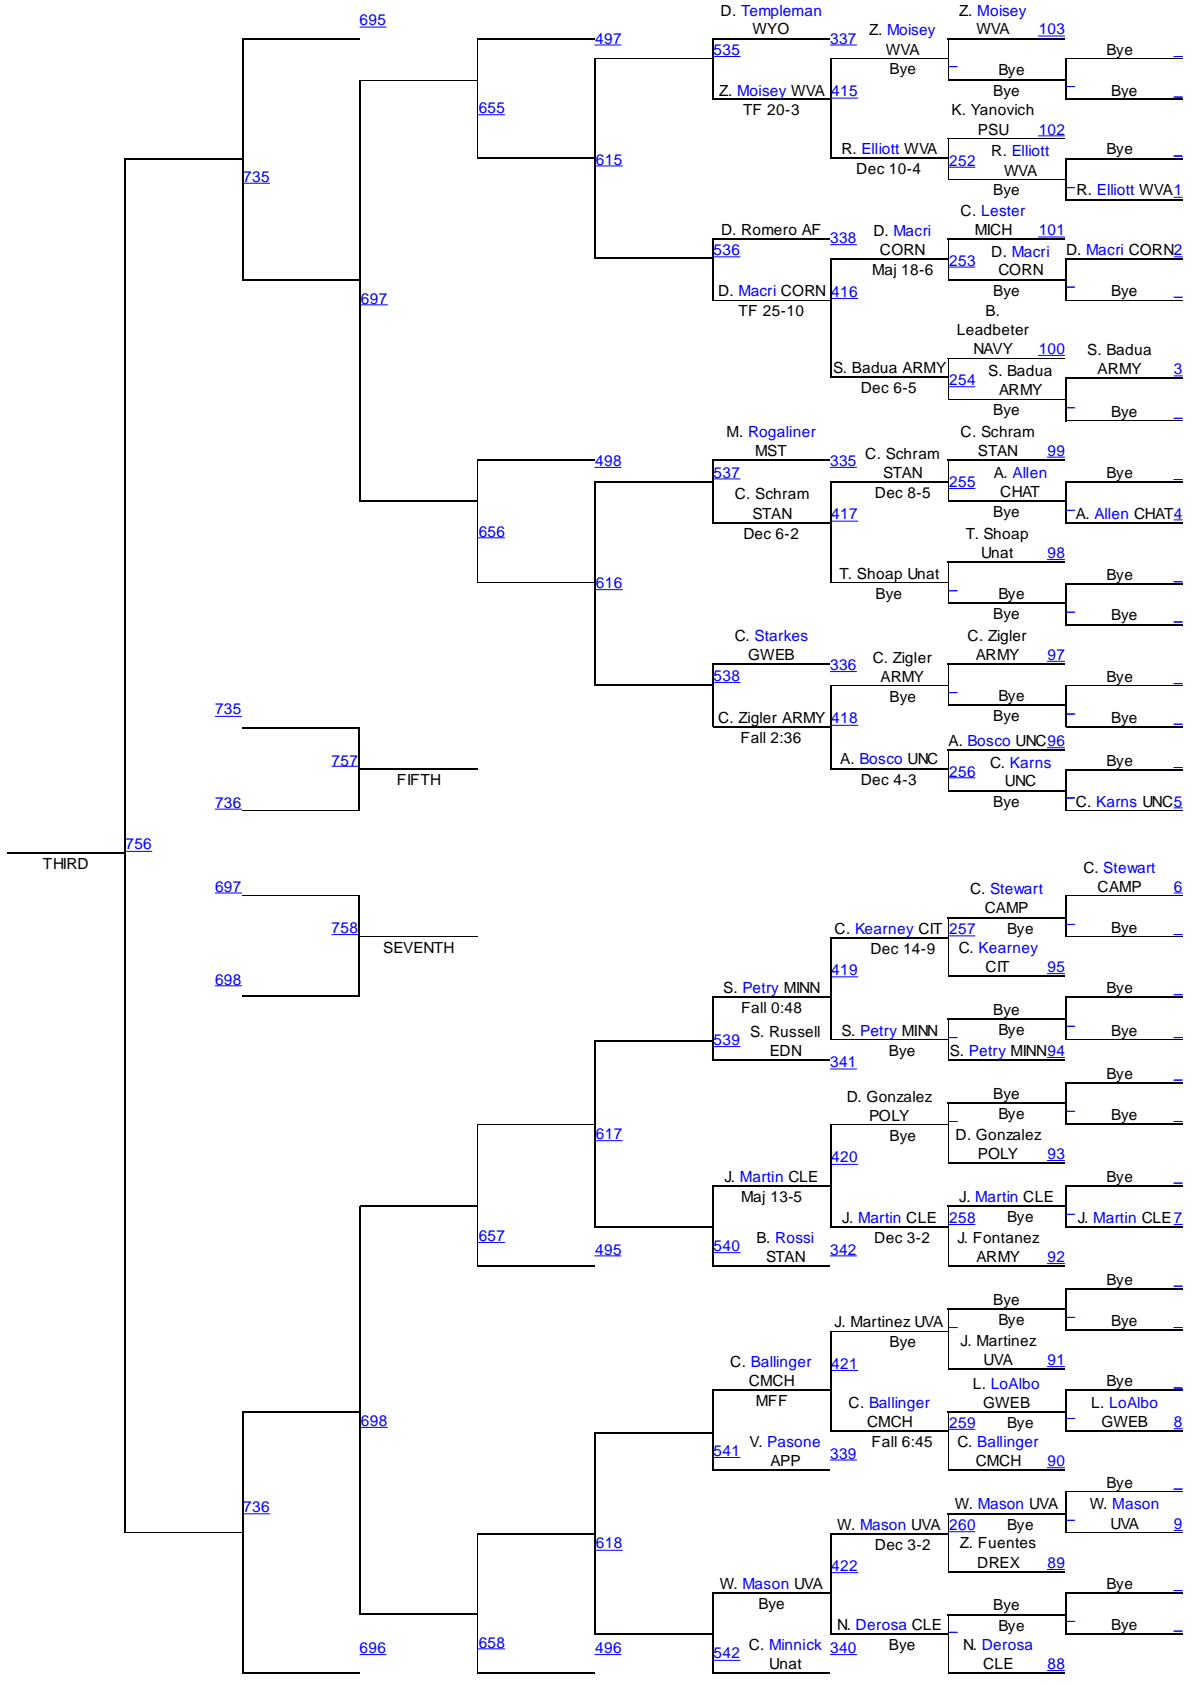 695
D. Templeman
Z. Moisey
497
WYO
337
Z. Moisey
WVA
103
535
WVA
Bye
_
Bye
_
Bye
655
Z. Moisey WVA
415
Bye
_
Bye
_
TF 20-3
K. Yanovich
PSU
102
615
R. Elliott WVA
252
R. Elliott
Bye
_
735
Dec 10-4
WVA
Bye
_
R. Elliott WVA1
C. Lester
D. Romero AF
338
D. Macri
MICH
101
536
CORN
253
D. Macri
D. Macri CORN2
Maj 18-6
CORN
697
D. Macri CORN
416
Bye
_
Bye
_
TF 25-10
B.
Leadbeter
NAVY
100
S. Badua
S. Badua ARMY
254
S. Badua
ARMY
3
Dec 6-5
ARMY
Bye
_
Bye
_
M. Rogaliner
C. Schram
498
MST
335
C. Schram
STAN
99
537
STAN
255
A. Allen
Bye
_
C. Schram
Dec 8-5
CHAT
656
STAN
417
Bye
_
A. Allen CHAT4
Dec 6-2
T. Shoap
Unat
98
616
T. Shoap Unat
Bye
_
Bye
_
Bye
Bye
_
Bye
_
C. Starkes
C. Zigler
GWEB
336
C. Zigler
ARMY
97
538
ARMY
Bye
_
Bye
_
Bye
735
C. Zigler ARMY
418
Bye
_
Bye
_
Fall 2:36
A. Bosco UNC96
757
A. Bosco UNC
256
C. Karns
Bye
_
FIFTH
Dec 4-3
UNC
736
Bye
_
C. Karns UNC5
756
THIRD
C. Stewart
697
C. Stewart
CAMP
6
CAMP
758
C. Kearney CIT
257
Bye
_
Bye
_
SEVENTH
Dec 14-9
C. Kearney
698
419
CIT
95
S. Petry MINN
Bye
_
Fall 0:48
Bye
539
S. Russell
S. Petry MINN
_
Bye
_
Bye
_
EDN
341
Bye
S. Petry MINN94
Bye
_
D. Gonzalez
Bye
617
POLY
_
Bye
_
Bye
_
Bye
D. Gonzalez
420
POLY
93
J. Martin CLE
Bye
_
Maj 13-5
J. Martin CLE
657
J. Martin CLE
258
Bye
_
J. Martin CLE7
495
540
B. Rossi
342
Dec 3-2
J. Fontanez
STAN
ARMY
92
Bye
_
Bye
J. Martinez UVA
_
Bye
_
Bye
_
Bye
J. Martinez
C. Ballinger
421
UVA
91
CMCH
L. LoAlbo
Bye
_
MFF
C. Ballinger
GWEB
L. LoAlbo
698
CMCH
259
Bye
_
GWEB
8
541
V. Pasone
339
Fall 6:45
C. Ballinger
APP
CMCH
90
Bye
_
736
W. Mason UVA
W. Mason
618
W. Mason UVA
260
Bye
_
UVA
9
Dec 3-2
Z. Fuentes
422
DREX
89
W. Mason UVA
Bye
_
Bye
Bye
N. Derosa CLE
_
Bye
_
Bye
_
696
658
496
542
C. Minnick
340
Bye
N. Derosa
Unat
CLE
88